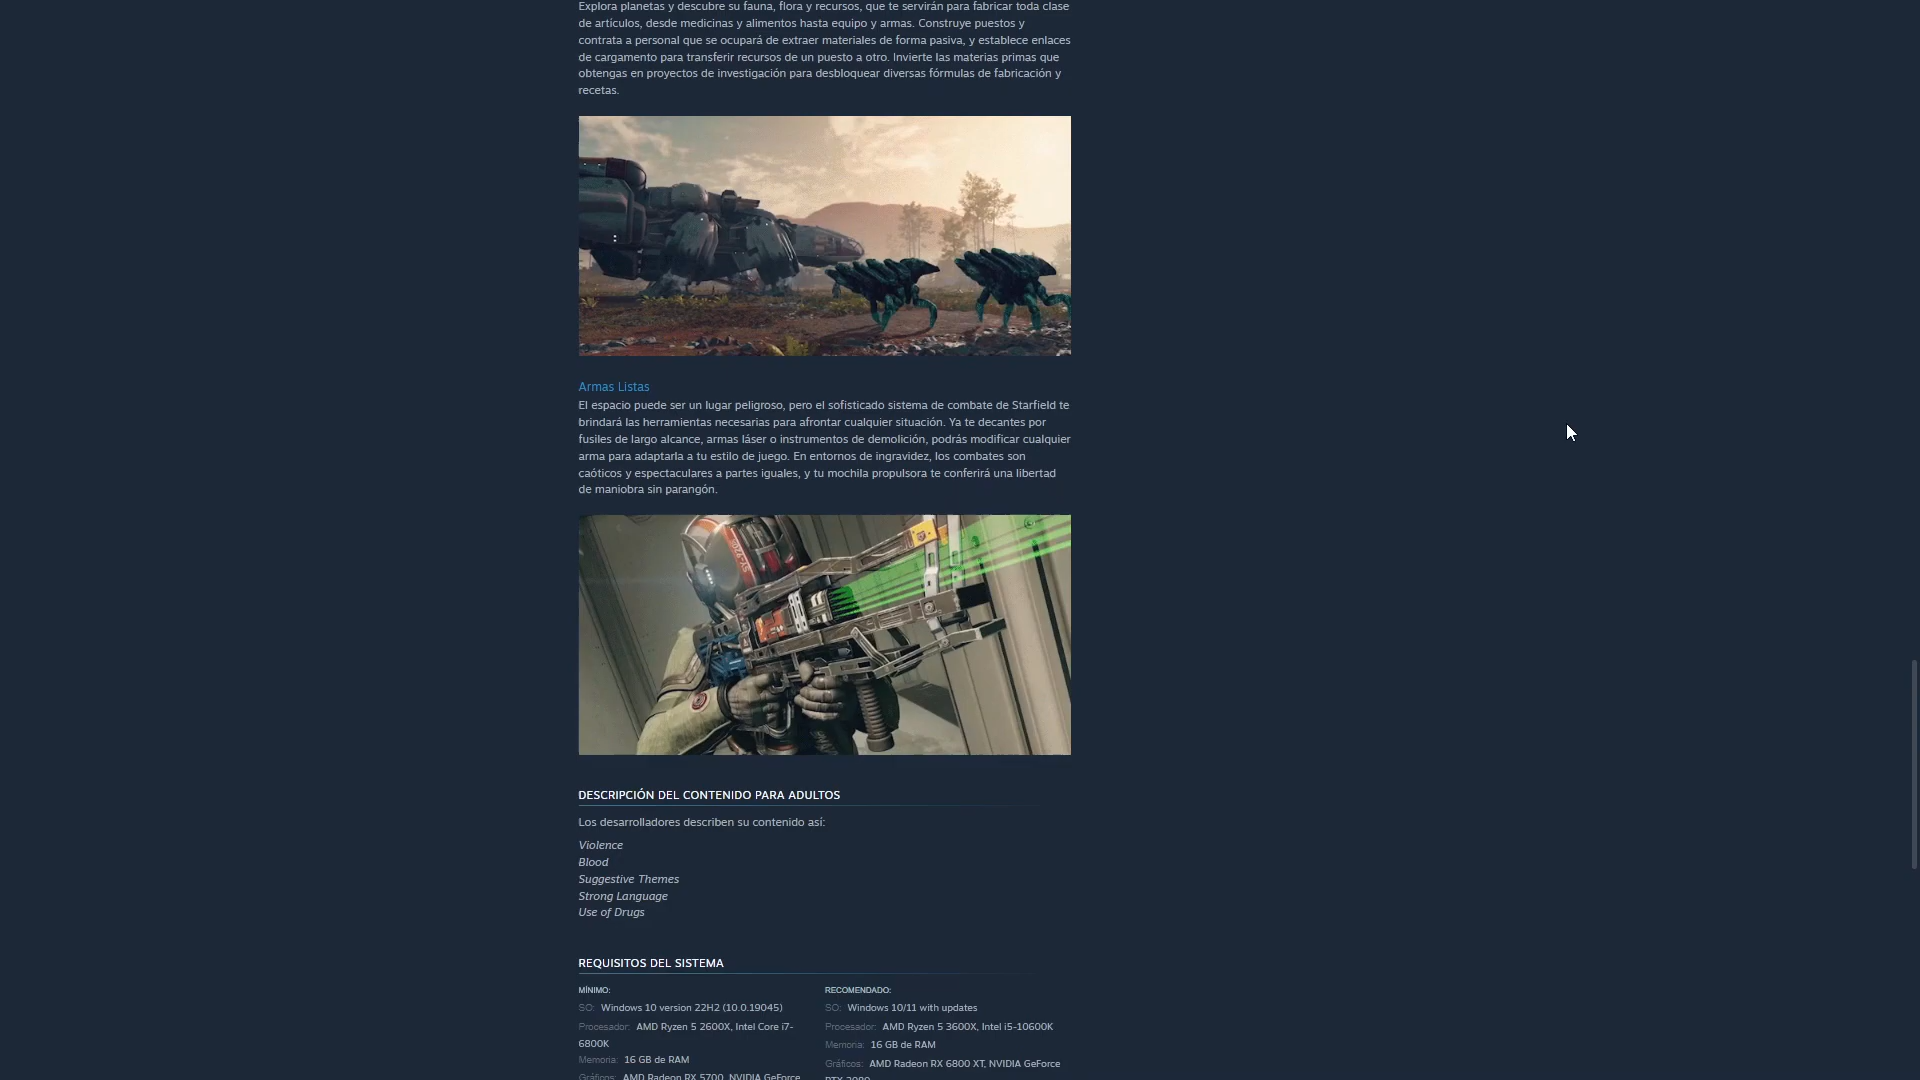 Explora planetas y descubre su fauna, flora y recursos, que te servirán para fabricar toda clase
de artículos, desde medicinas y alimentos hasta equipo y armas. Construye puestos y
contrata a personal que se ocupará de extraer materiales de forma pasiva, y establece enlaces
de cargamento para transferir recursos de un puesto a otro. Invierte las materias primas que
obtengas en proyectos de investigación para desbloquear diversas fórmulas de fabricación y
recetas.
Armas Listas
El espacio puede ser un lugar peligroso, pero el sofisticado sistema de combate de Starfield te
brindará las herramientas necesarias para afrontar cualquier situación. Ya te decantes por
fusiles de largo alcance, armas láser o instrumentos de demolición, podrás modificar cualquier
arma para adaptarla a tu estilo de juego. En entornos de ingravidez, los combates son
caóticos y espectaculares a partes iguales, y tu mochila propulsora te conferirá una libertad
de maniobra sin parangón.
DESCRIPCIÓN DEL CONTENIDO PARA ADULTOS
Los desarrolladores describen su contenido así:
Violence
Blood
Suggestive Themes
Strong Language
Use of Drugs
REQUISITOS DEL SISTEMA
MÍNIMO:
SO: Windows 10 version 22H2 (10.0.19045)
Procesador: AMD Ryzen 5 2600X, Intel Core i7-
6800K
Memoria: 16 GB de RAM
Gráficos: AMD Radeon RX 5700, NVIDIA GeForce
RECOMENDADO:
SO: Windows 10/11 with updates
Procesador: AMD Ryzen 5 3600X, Intel i5-10600K
Memoria: 16 GB de RAM
Gráficos: AMD Radeon RX 6800 XT, NVIDIA GeForce
RTX 2080